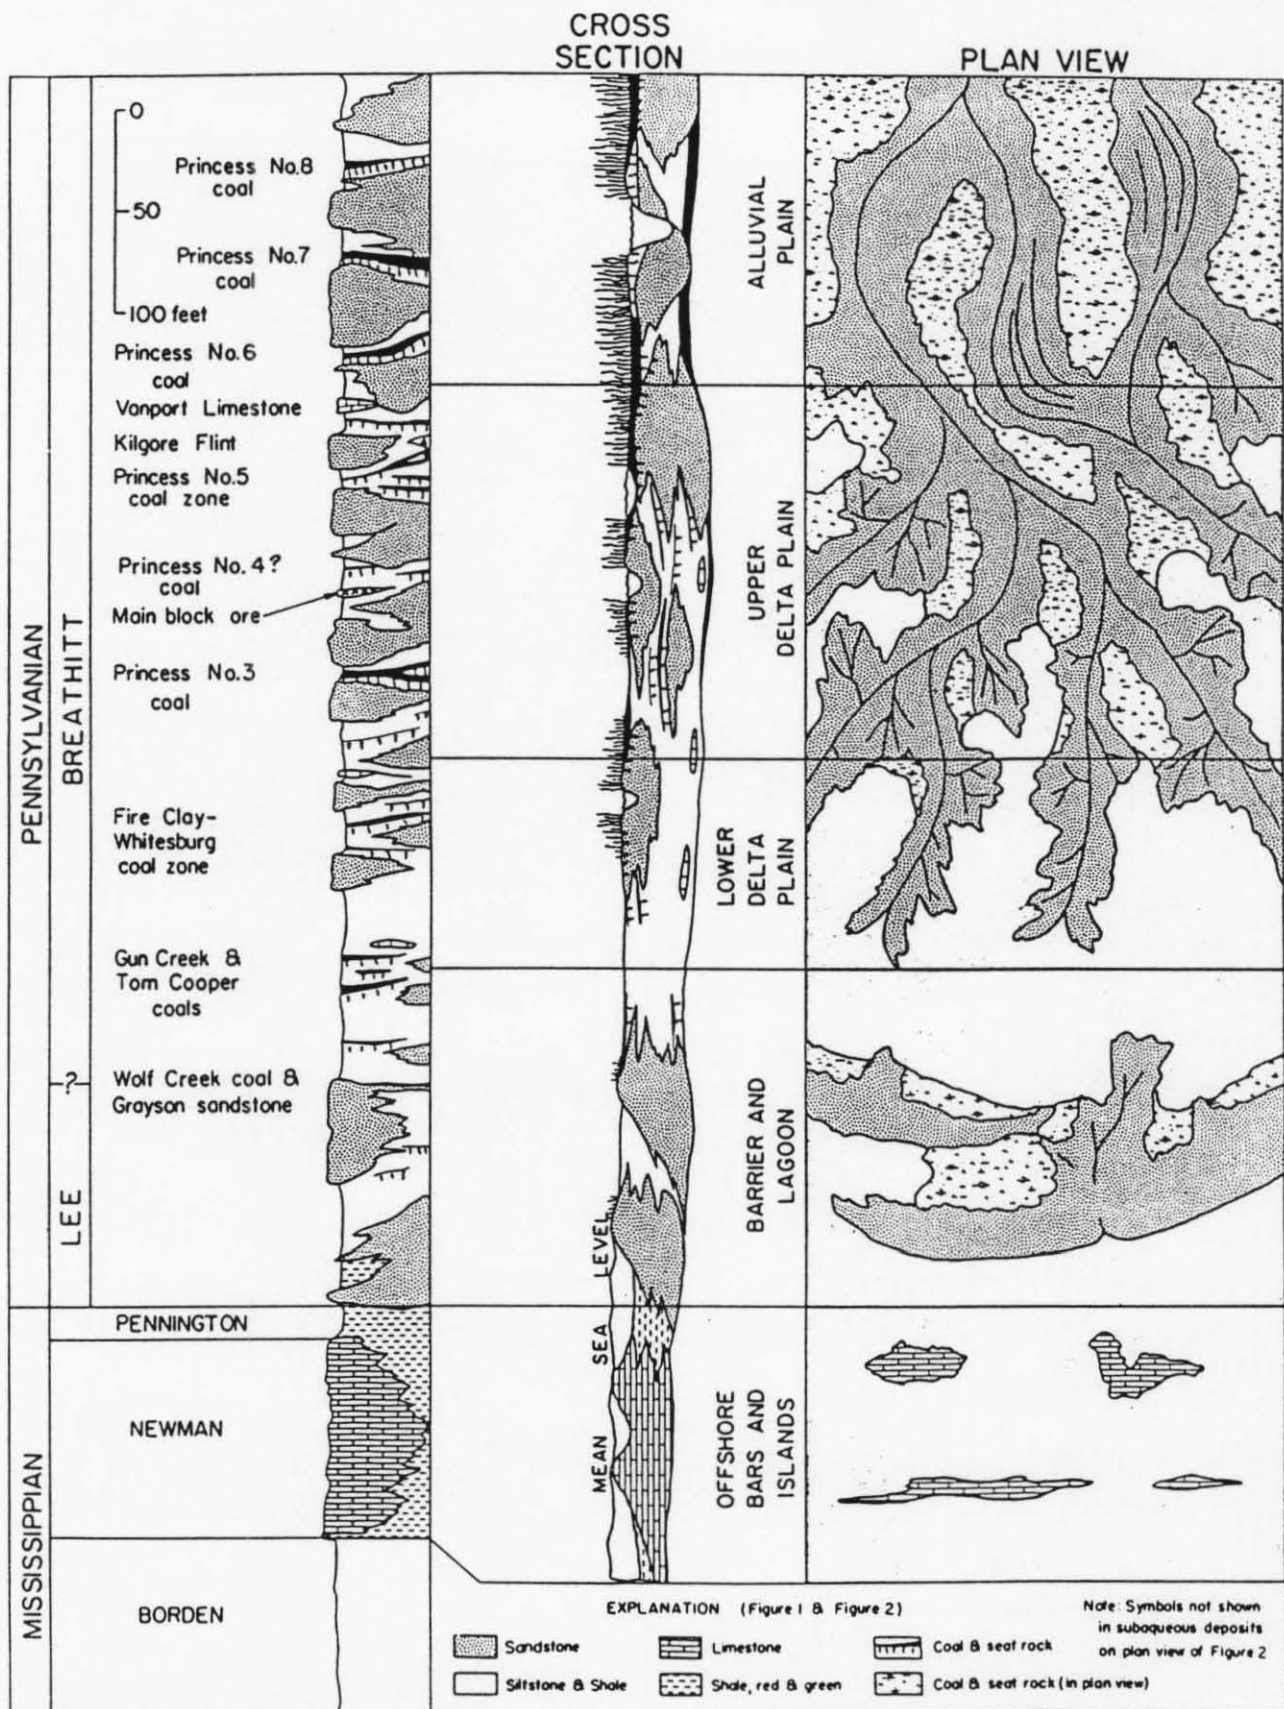 CROSS
SECTION
PLAN VIEW
0
50
100 feet
Princess No.8
coal
Princess No.7
coal
Princess No.6
coal
Vanport Limestone
Kilgore Flint
Princess No.5
coal zone
Princess No.4?
coal
Main block ore
Princess No.3
coal
Fire Clay-
Whitesburg
coal zone
Gun Creek &
Tom Cooper
coals
Wolf Creek coal &
Grayson sandstone
PENNSYLVANIAN
BREATHITT
?
LEE
MISSISSIPPIAN
PENNINGTON
NEWMAN
BORDEN
MEAN SEA LEVEL
ALLUVIAL
PLAIN
UPPER
DELTA PLAIN
LOWER
DELTA
PLAIN
BARRIER AND
LAGOON
OFFSHORE
BARS AND
ISLANDS
EXPLANATION (Figure 1 & Figure 2)
Sandstone
Limestone
Coal & seat rock
Siltstone & Shale
Shale, red & green
Coal & seat rock (in plan view)
Note: Symbols not shown
in subaqueous deposits
on plan view of Figure 2